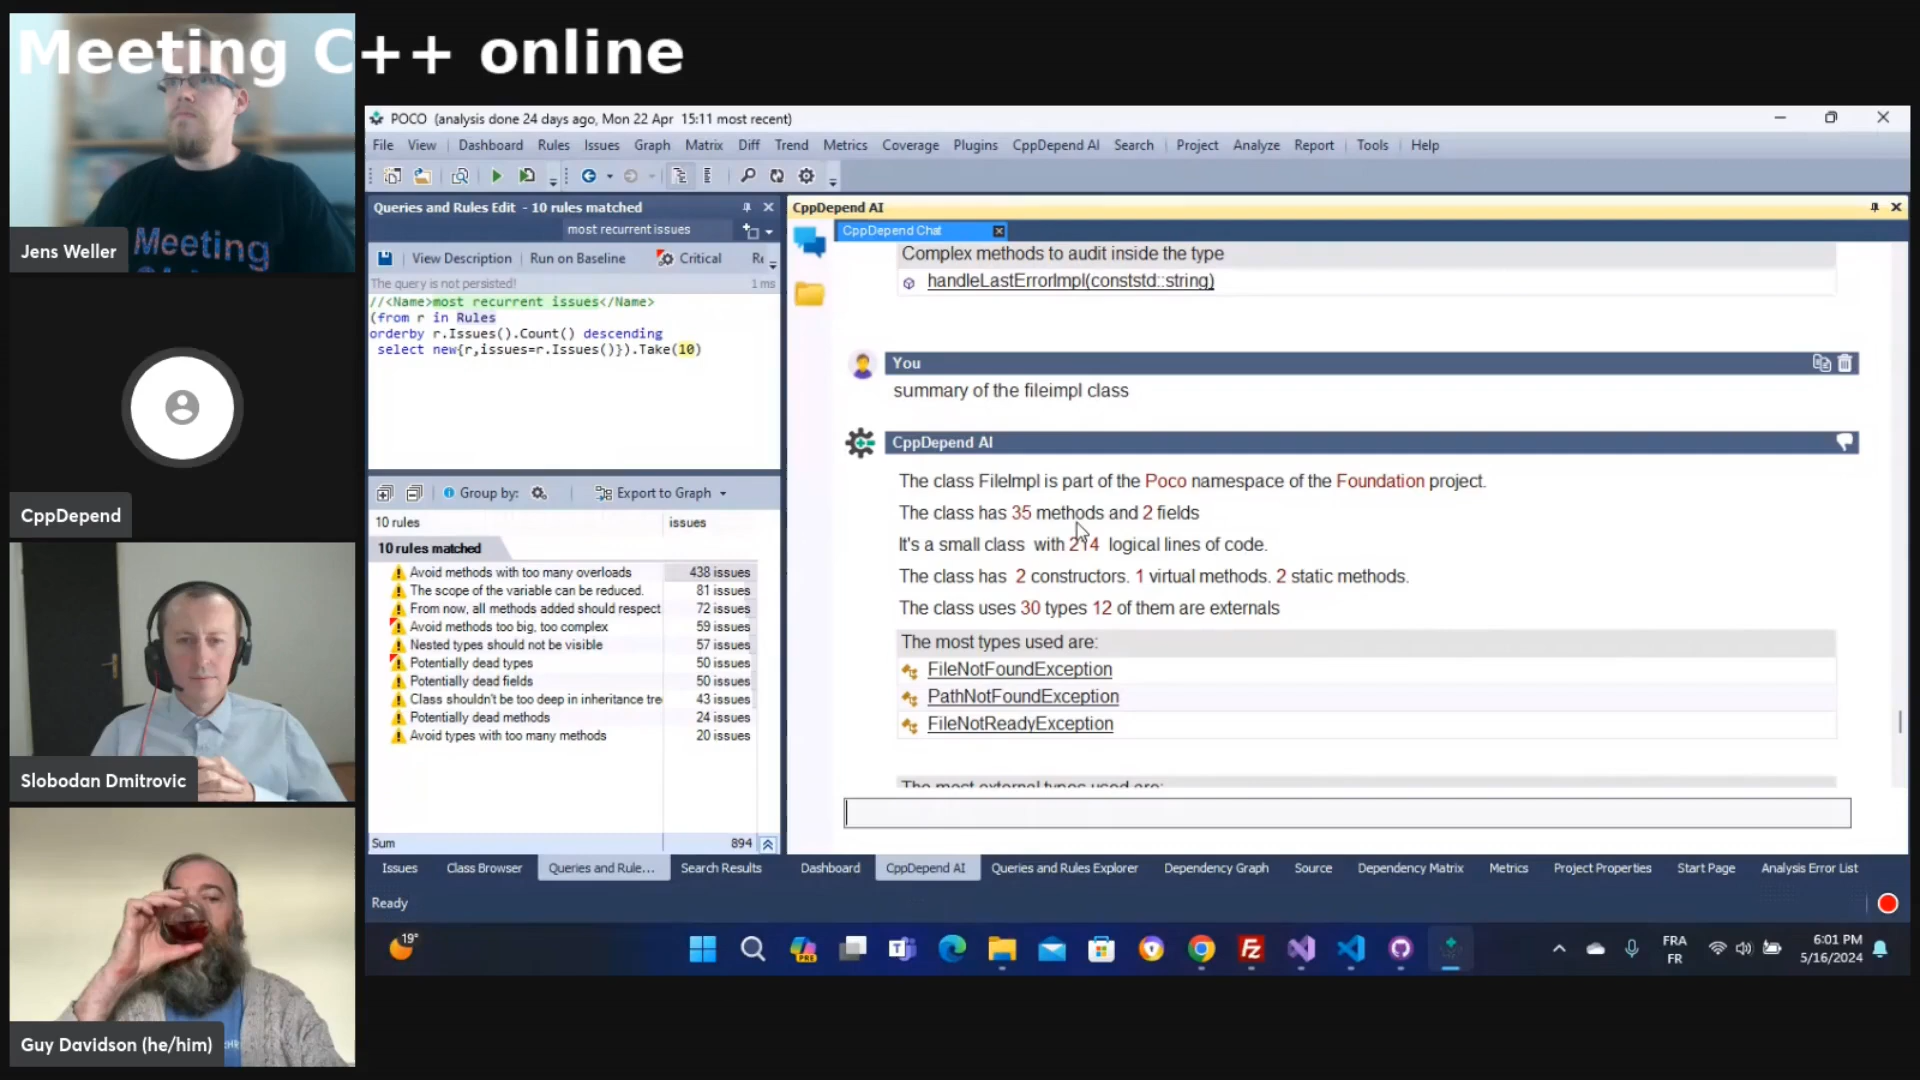 Meeting C++ online
Meeting
Jens Weller
CppDepend
Slobodan Dmitrovic
Guy Davidson (he/him)
POCO (analysis done 24 days ago, Mon 22 Apr 15:11 most recent)
File View Dashboard Rules Issues Graph Matrix Metrics Diff Trend Metrics Coverage Plugins CppDepend AI Search Project Analyze Report Tools Help
Queries and Rules Edit - 10 rules matched
most recurrent issues
View Description Run on Baseline Critical Re
The query is not persisted! 1 ms
//<Name>most recurrent issues</Name>
(from r in Rules
orderby r.Issues().Count() descending
select new{r,issues=r.Issues()}).Take(10)
Group by: Export to Graph
10 rules issues
10 rules matched
Avoid methods with too many overloads 438 issues
The scope of the variable can be reduced. 81 issues
From now, all methods added should respect 72 issues
Avoid methods too big, too complex 59 issues
Nested types should not be visible 57 issues
Potentially dead types 50 issues
Potentially dead fields 50 issues
Class shouldn't be too deep in inheritance tre 43 issues
Potentially dead methods 24 issues
Avoid types with too many methods 20 issues
Sum 894
CppDepend AI
CppDepend Chat
Complex methods to audit inside the type
handleLastErrorImpl(conststd::string)
You
summary of the fileimpl class
CppDepend AI
The class FileImpl is part of the Poco namespace of the Foundation project.
The class has 35 methods and 2 fields
It's a small class with 214 logical lines of code.
The class has 2 constructors. 1 virtual methods. 2 static methods.
The class uses 30 types 12 of them are externals
The most types used are:
FileNotFoundException
PathNotFoundException
FileNotReadyException
The most external types used are:
Issues Class Browser Queries and Rule... Search Results Dashboard CppDepend AI Queries and Rules Explorer Dependency Graph Source Dependency Matrix Metrics Project Properties Start Page Analysis Error List
Ready
19°
PRE
FRA
FR
6:01 PM
5/16/2024